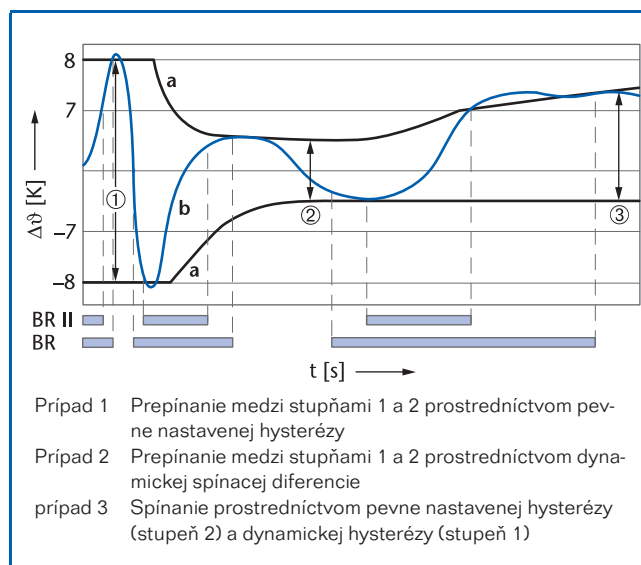 8
a
7
Δϑ [K]
①
b
②
③
-7
a
-8
BR II
BR
t [s]
Prípad 1 Prepínanie medzi stupňami 1 a 2 prostredníctvom pev-
ne nastavenej hysterézy
Prípad 2 Prepínanie medzi stupňami 1 a 2 prostredníctvom dyna-
mickej spínacej diferencie
prípad 3 Spínanie prostredníctvom pevne nastavenej hysterézy
(stupeň 2) a dynamickej hysterézy (stupeň 1)